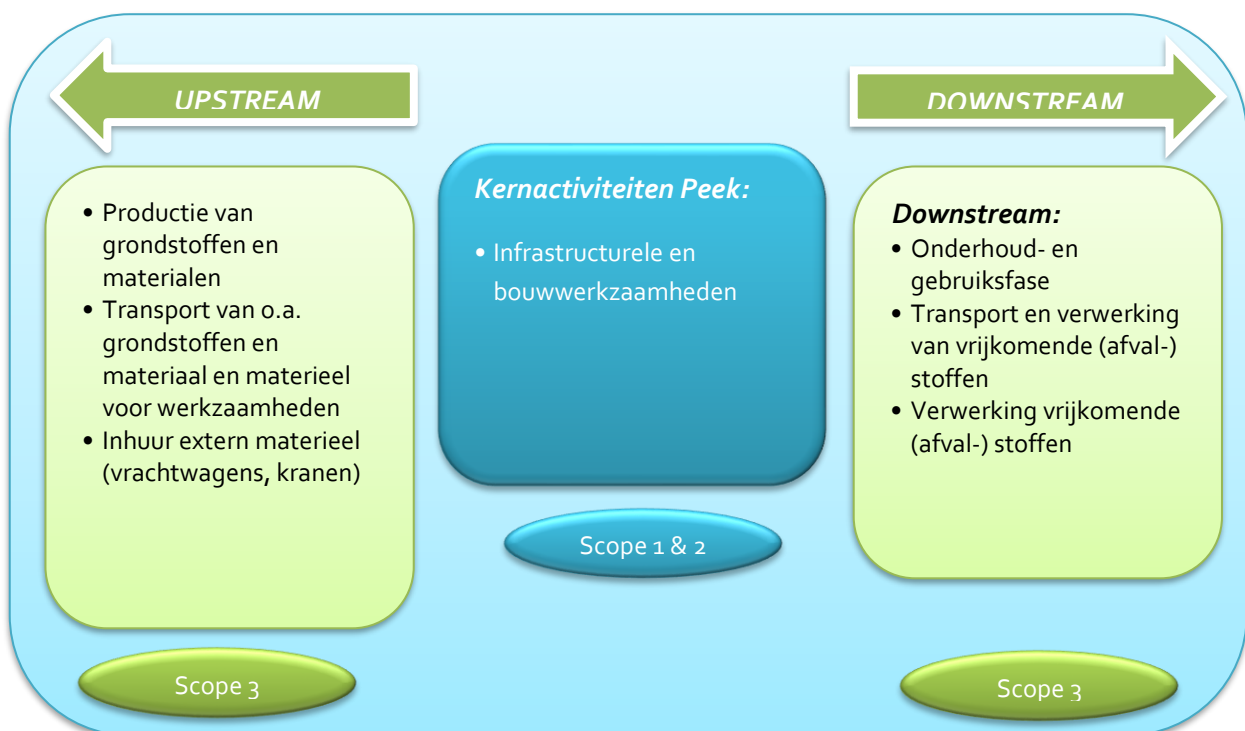 UPSTREAM
DOWNSTREAM
• Productie van
grondstoffen en
materialen
• Transport van o.a.
grondstoffen en
materiaal en materieel
voor werkzaamheden
• Inhuur extern materieel
(vrachtwagens, kranen)
Scope 3
Kernactiviteiten Peek:
• Infrastructurele en
bouwwerkzaamheden
Scope 1 & 2
Downstream:
• Onderhoud- en
gebruiksfase
• Transport en verwerking
van vrijkomende (afval-)
stoffen
• Verwerking vrijkomende
(afval-) stoffen
Scope 3